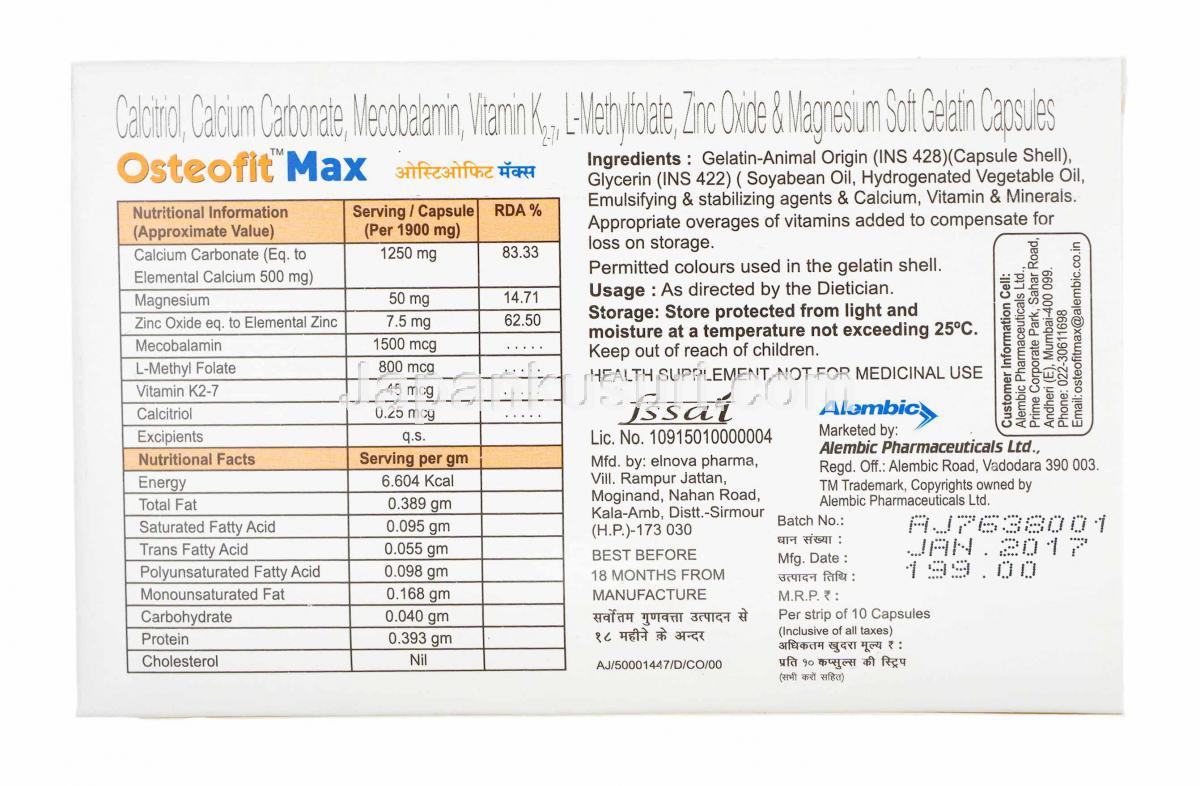 Calcitriol, Calcium Carbonate, Mecobalamin, Vitamin K2-7, L-Methylfolate, Zinc Oxide & Magnesium Soft Gelatin Capsules
Osteofit™ Max ओस्टिओफिट मॅक्स
Nutritional Information (Approximate Value) Serving / Capsule (Per 1900 mg) RDA %
Calcium Carbonate (Eq. to Elemental Calcium 500 mg) 1250 mg 83.33
Magnesium 50 mg 14.71
Zinc Oxide eq. to Elemental Zinc 7.5 mg 62.50
Mecobalamin 1500 mcg .....
L-Methyl Folate 800 mcg .....
Vitamin K2-7 45 mcg
Calcitriol 0.25 mcg .....
Excipients q.s.
Nutritional Facts Serving per gm
Energy 6.604 Kcal
Total Fat 0.389 gm
Saturated Fatty Acid 0.095 gm
Trans Fatty Acid 0.055 gm
Polyunsaturated Fatty Acid 0.098 gm
Monounsaturated Fat 0.168 gm
Carbohydrate 0.040 gm
Protein 0.393 gm
Cholesterol Nil
Ingredients : Gelatin-Animal Origin (INS 428)(Capsule Shell),
Glycerin (INS 422) ( Soyabean Oil, Hydrogenated Vegetable Oil,
Emulsifying & stabilizing agents & Calcium, Vitamin & Minerals.
Appropriate overages of vitamins added to compensate for
loss on storage.
Permitted colours used in the gelatin shell.
Usage : As directed by the Dietician.
Storage: Store protected from light and
moisture at a temperature not exceeding 25ºC.
Keep out of reach of children.
HEALTH SUPPLEMENT, NOT FOR MEDICINAL USE
Customer Information Cell:
Alembic Pharmaceuticals Ltd.,
Prime Corporate Park, Sahar Road,
Andheri (E), Mumbai-400 099.
Phone: 022-30611698
Email:osteofitmax@alembic.co.in
Japankusuri.com
fssai
Lic. No. 10915010000004
Mfd. by: elnova pharma,
Vill. Rampur Jattan,
Moginand, Nahan Road,
Kala-Amb, Distt.-Sirmour
(H.P.)-173 030
BEST BEFORE
18 MONTHS FROM
MANUFACTURE
सर्वोतम गुणवत्ता उत्पादन से
१८ महीने के अन्दर
AJ/50001447/D/CO/00
Alembic
Marketed by:
Alembic Pharmaceuticals Ltd.,
Regd. Off.: Alembic Road, Vadodara 390 003.
TM Trademark, Copyrights owned by
Alembic Pharmaceuticals Ltd.
Batch No.: AJ7638001
धान संख्या :
Mfg. Date : JAN.2017
उत्पादन तिथि :
M.R.P. ₹ : 199.00
Per strip of 10 Capsules
(Inclusive of all taxes)
अधिकतम खुदरा मूल्य ₹ :
प्रति १० कप्सुल्स की स्ट्रिप
(सभी करों सहित)